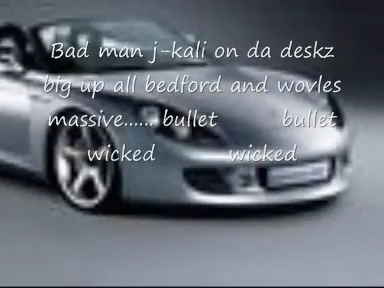 Bad man j-kali on da deskz
big up all bedford and wovles
massive...... bullet bullet
wicked wicked